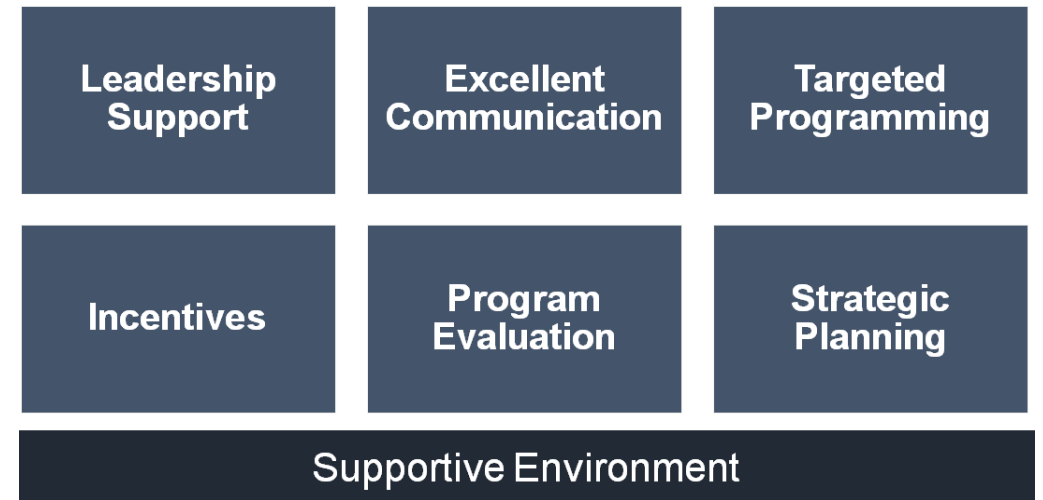 Leadership
Support
Excellent
Communication
Targeted
Programming
Incentives
Program
Evaluation
Strategic
Planning
Supportive Environment